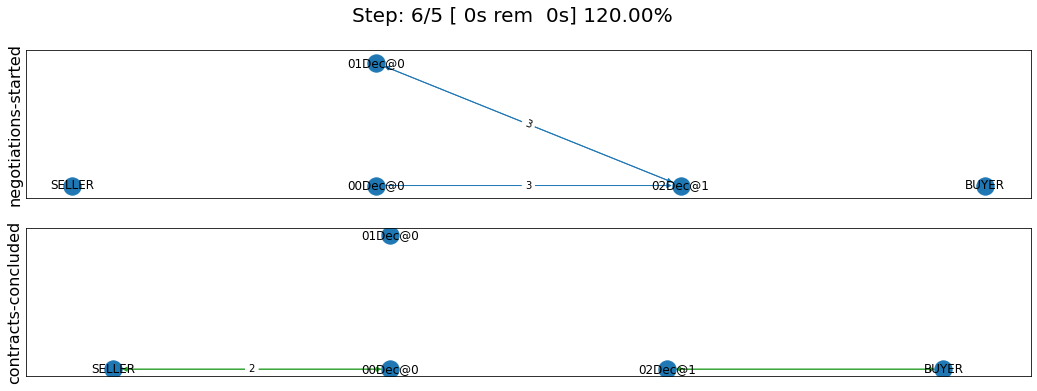 Step: 6/5 [ 0s rem  0s] 120.00%
negotiations-started
01Dec@0
3
SELLER
00Dec@0
3
02Dec@1
BUYER
contracts-concluded
01Dec@0
SELLER
2
00Dec@0
02Dec@1
BUYER